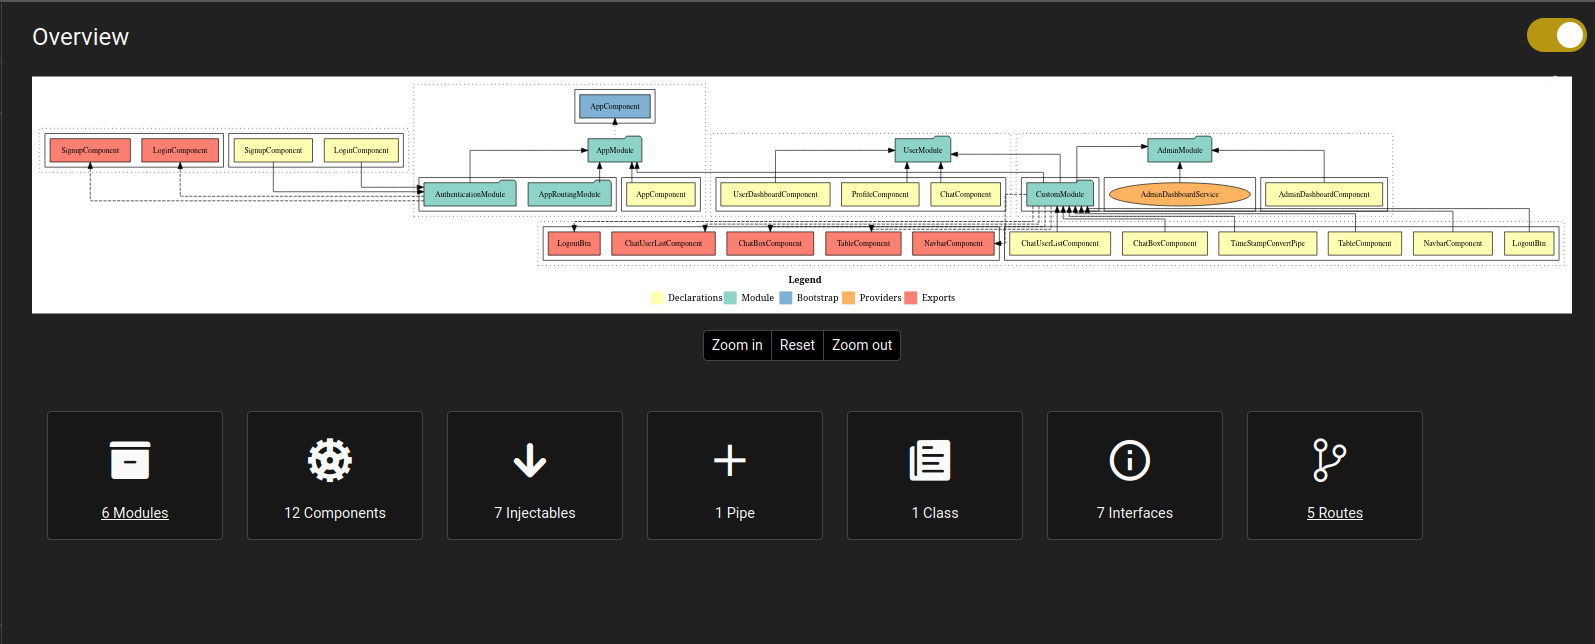 Overview
AppComponent
SignupComponent LoginComponent SignupComponent LoginComponent AppModule UserModule AdminModule
AuthenticationModule AppRoutingModule AppComponent UserDashboardComponent ProfileComponent ChatComponent CustomModule AdminDashboardService AdminDashboardComponent
LogoutBtn ChatUserListComponent ChatBoxComponent TableComponent NavbarComponent ChatUserListComponent ChatBoxComponent TimeStampConvertPipe TableComponent NavbarComponent LogoutBtn
Legend
Declarations Module Bootstrap Providers Exports
Zoom in Reset Zoom out
6 Modules 12 Components 7 Injectables 1 Pipe 1 Class 7 Interfaces 5 Routes